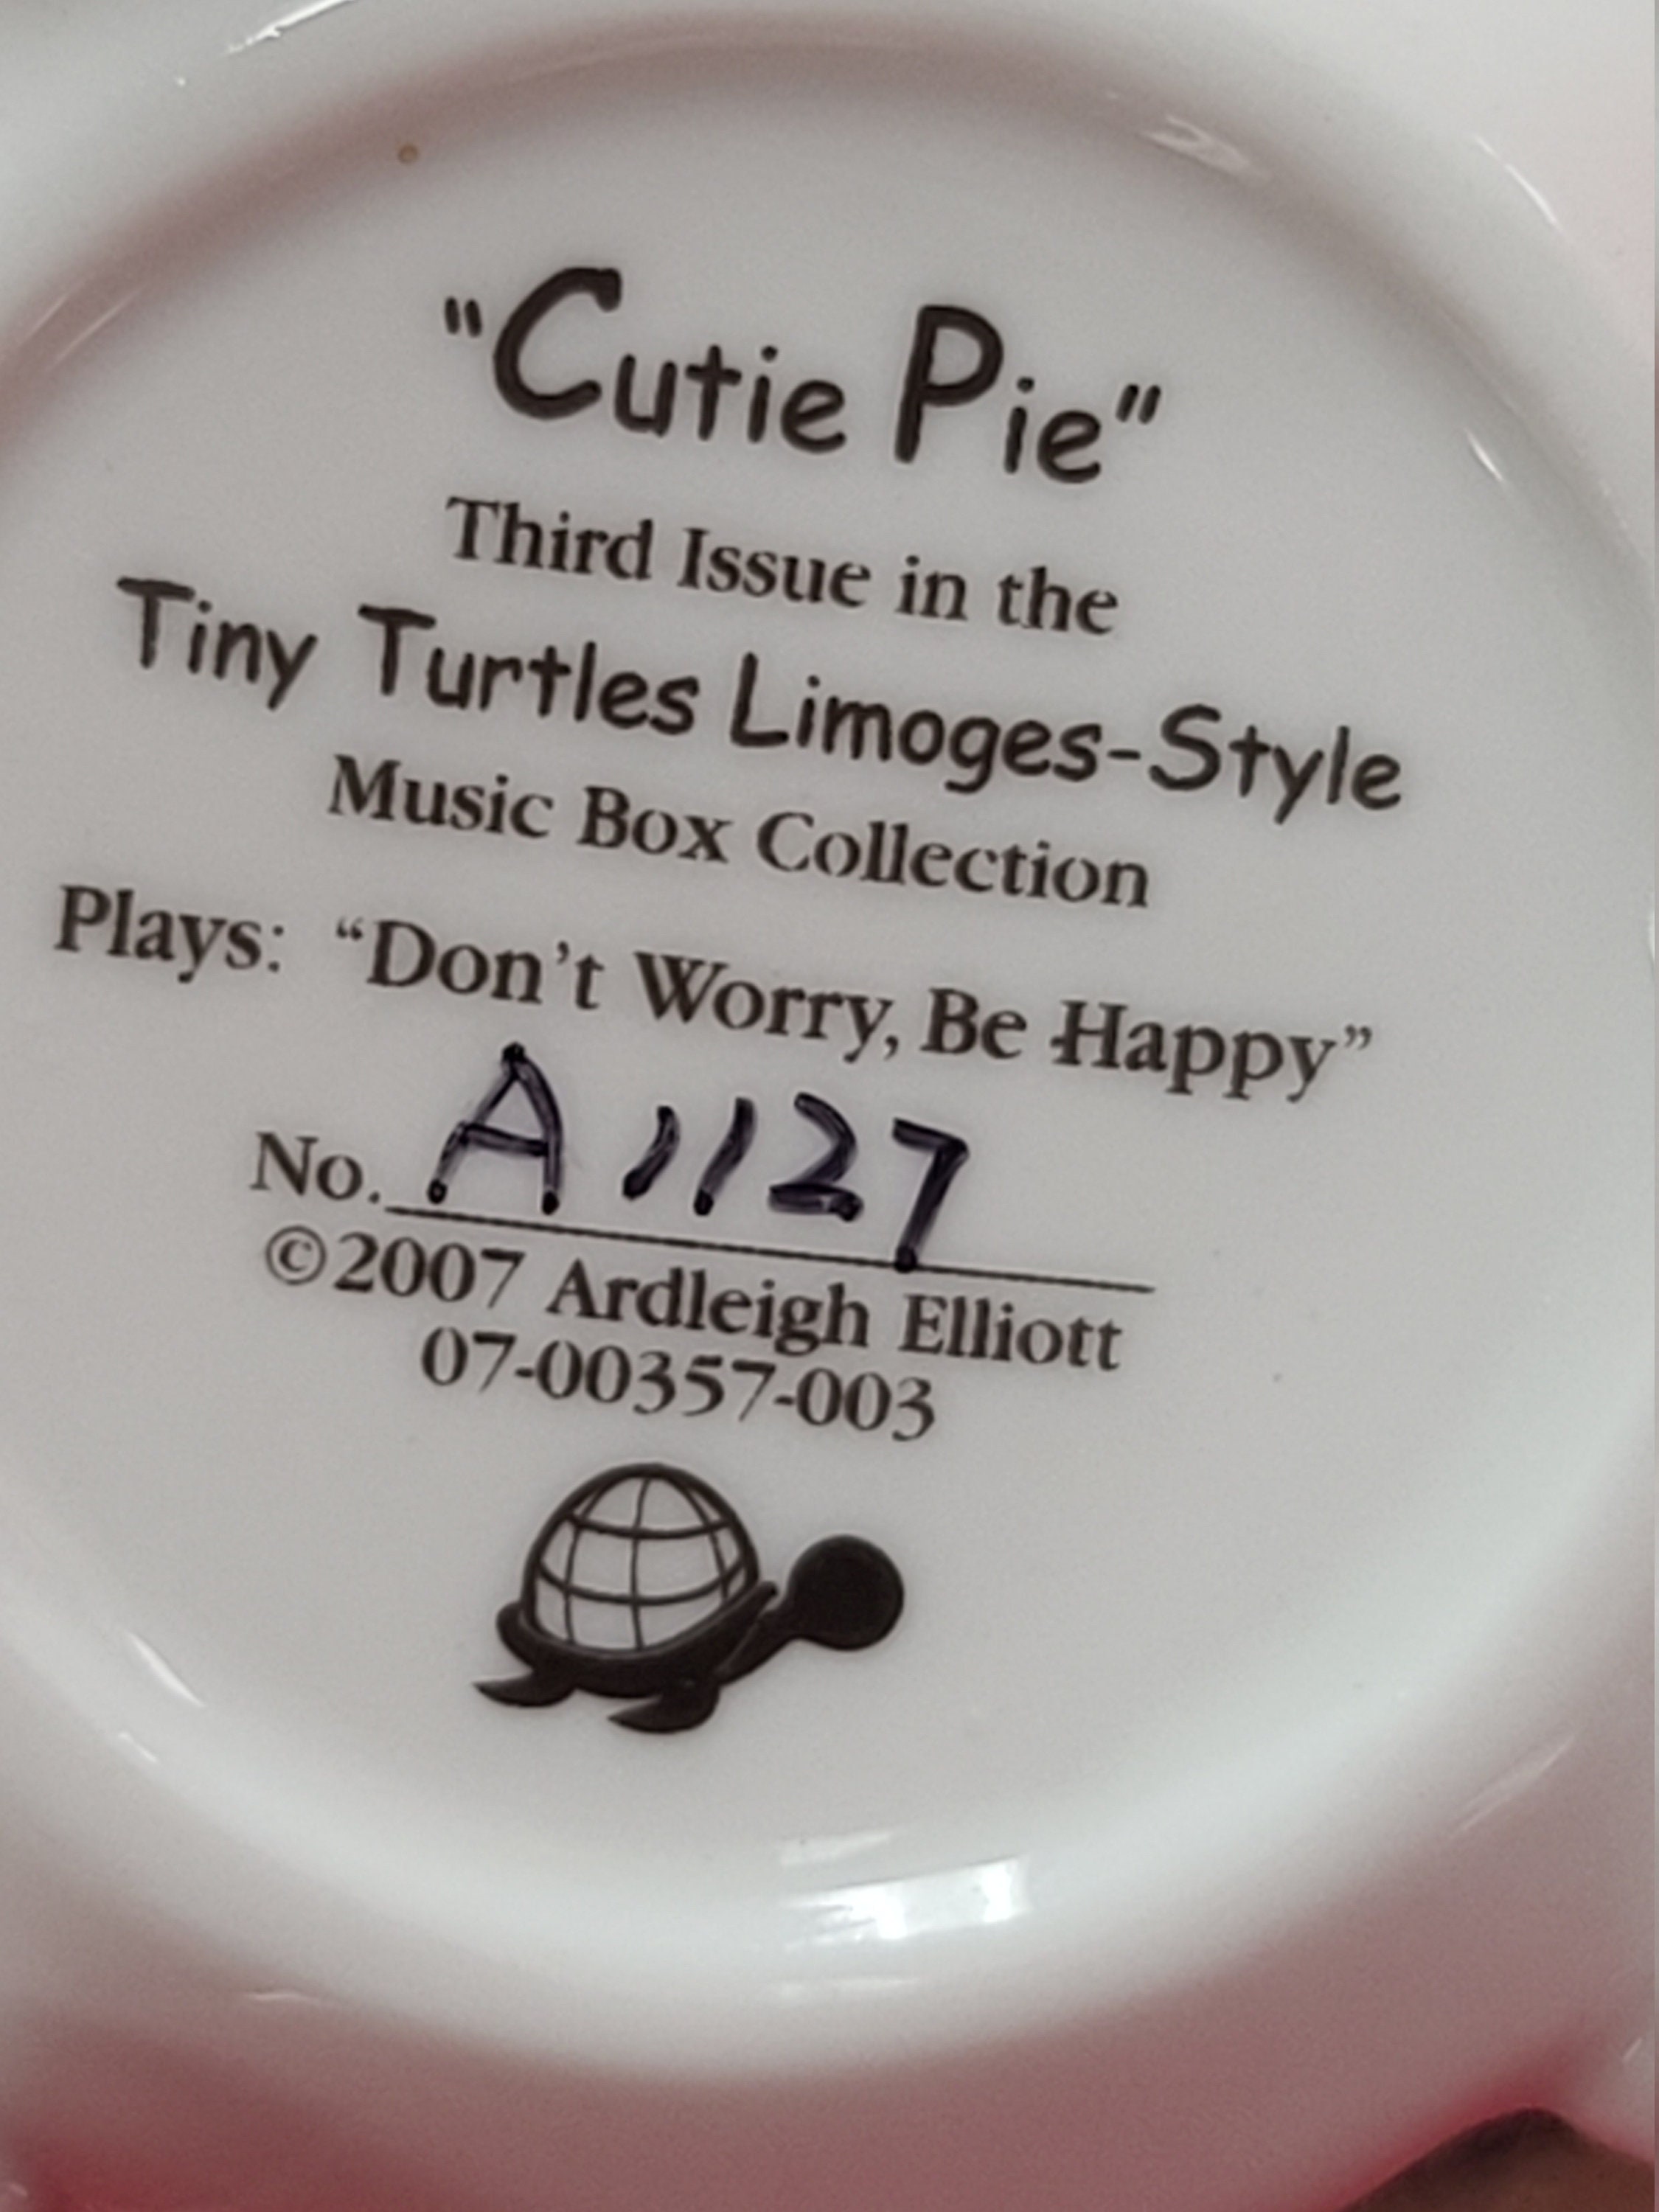 "Cutie Pie"
Third Issue in the
Tiny Turtles Limoges-Style
Music Box Collection
Plays: “Don’t Worry, Be Happy”
No. A1127
©2007 Ardleigh Elliott
07-00357-003